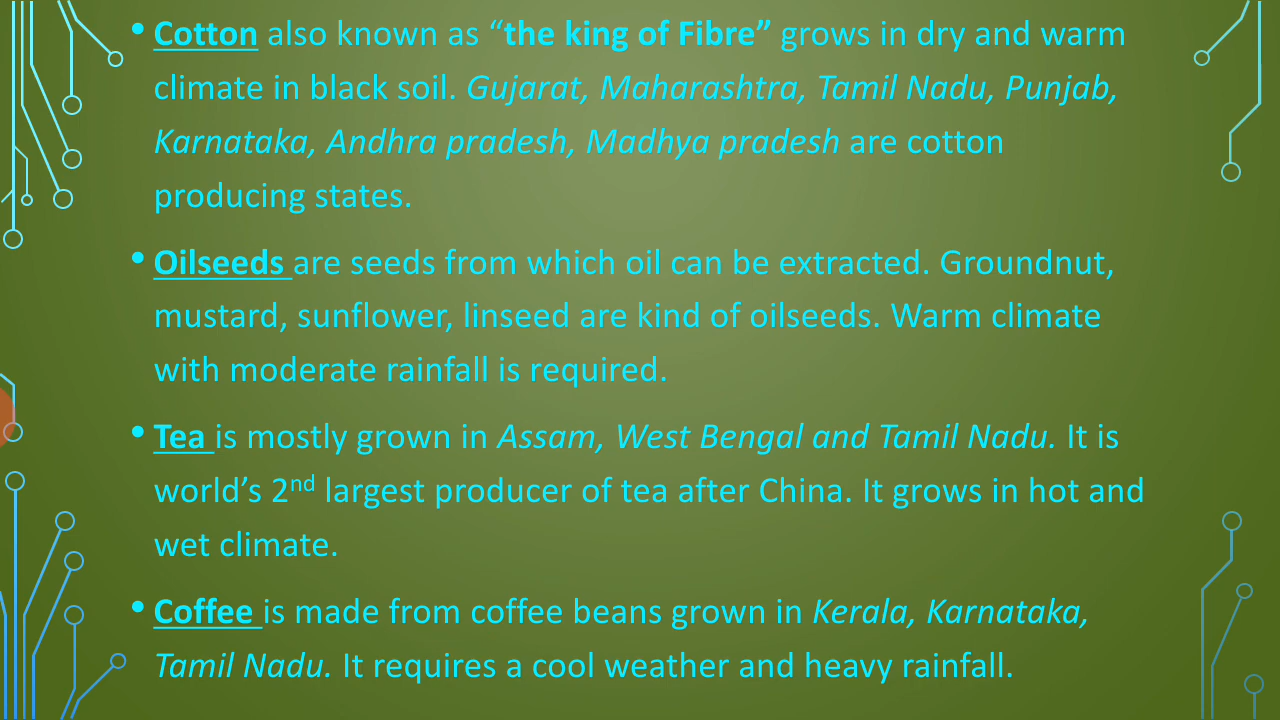 • Cotton also known as “the king of Fibre” grows in dry and warm
climate in black soil. Gujarat, Maharashtra, Tamil Nadu, Punjab,
Karnataka, Andhra pradesh, Madhya pradesh are cotton
producing states.
• Oilseeds are seeds from which oil can be extracted. Groundnut,
mustard, sunflower, linseed are kind of oilseeds. Warm climate
with moderate rainfall is required.
• Tea is mostly grown in Assam, West Bengal and Tamil Nadu. It is
world’s 2nd largest producer of tea after China. It grows in hot and
wet climate.
• Coffee is made from coffee beans grown in Kerala, Karnataka,
Tamil Nadu. It requires a cool weather and heavy rainfall.